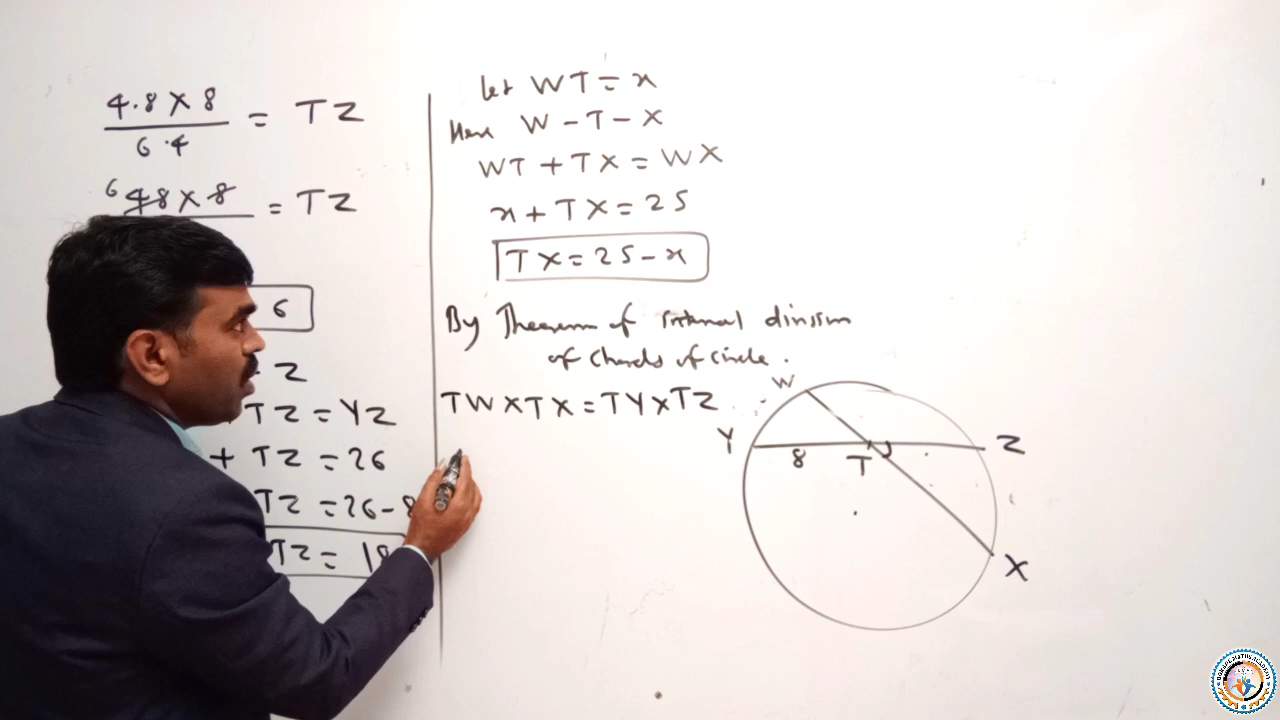 4.8 X 8
6.4
= TZ
6 48 X 8 = TZ
6
Z
TZ = YZ
+ TZ = 26
TZ = 26 - 8
TZ = 18
let WT = x
Here W - T - X
WT + TX = WX
x + TX = 25
TX = 25 - x
By Theorem of internal division
of chords of circle.
TW X TX = TY X TZ
W
Y
8
T
Z
X